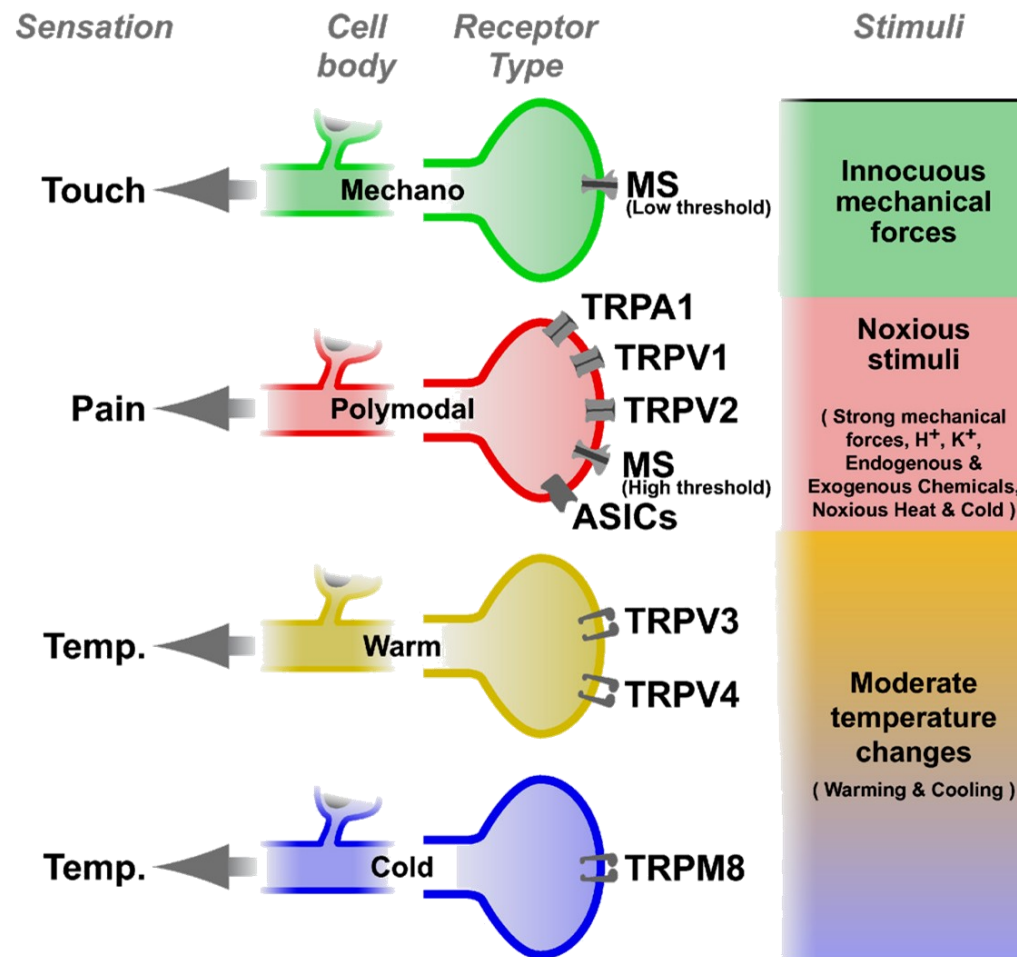 Sensation
Cell
body
Receptor
Type
Stimuli
Touch
Mechano
MS
(Low threshold)
Innocuous
mechanical
forces
Pain
Polymodal
TRPA1
TRPV1
TRPV2
MS
(High threshold)
ASICs
Noxious
stimuli
( Strong mechanical
forces, H⁺, K⁺,
Endogenous &
Exogenous Chemicals,
Noxious Heat & Cold )
Temp.
Warm
TRPV3
TRPV4
Moderate
temperature
changes
( Warming & Cooling )
Temp.
Cold
TRPM8